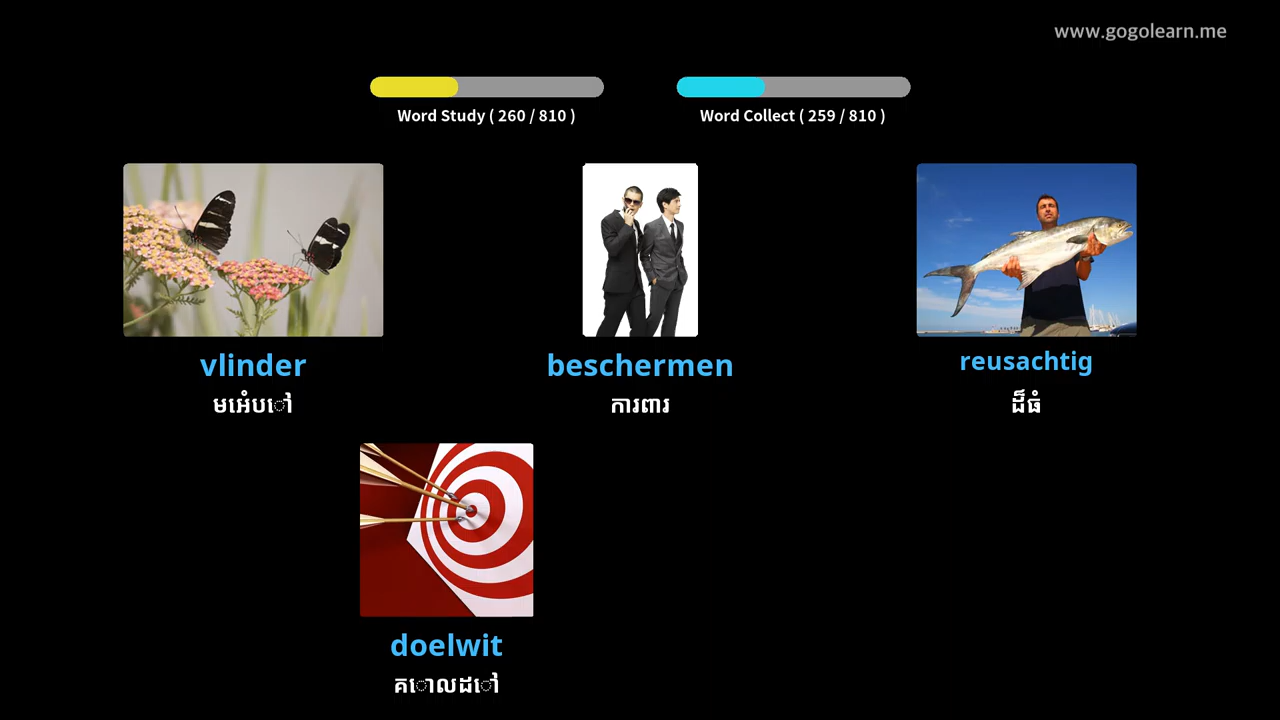 www.gogolearn.me
Word Study ( 260 / 810 )
Word Collect ( 259 / 810 )
vlinder
beschermen
reusachtig
មអេំបៅ
ការពារ
ដ៏ធំ
doelwit
គោលដៅ